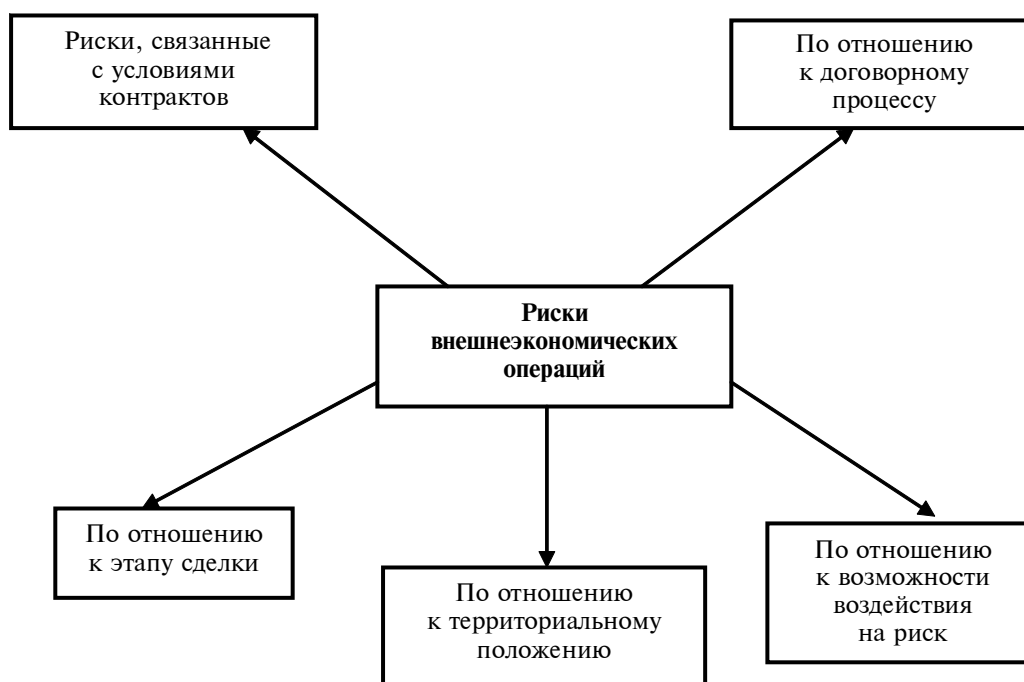 Риски, связанные
с условиями
контрактов
По отношению
к договорному
процессу
Риски
внешнеэкономических
операций
По отношению
к этапу сделки
По отношению
к территориальному
положению
По отношению
к возможности
воздействия
на риск